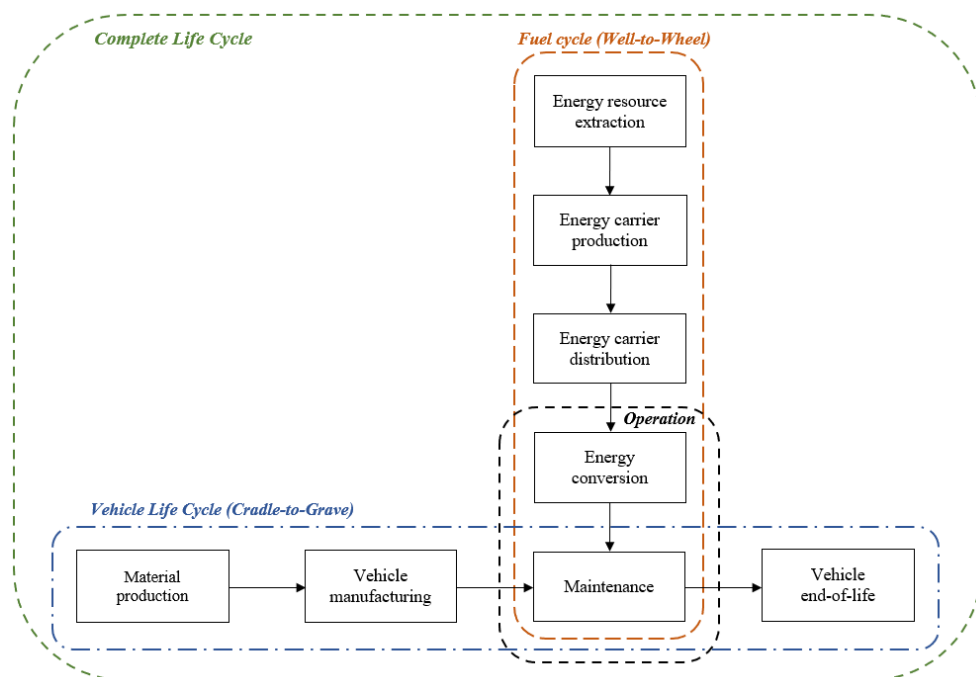 Complete Life Cycle
Fuel cycle (Well-to-Wheel)
Energy resource
extraction
Energy carrier
production
Energy carrier
distribution
Operation
Energy
conversion
Vehicle Life Cycle (Cradle-to-Grave)
Material
production
Vehicle
manufacturing
Maintenance
Vehicle
end-of-life